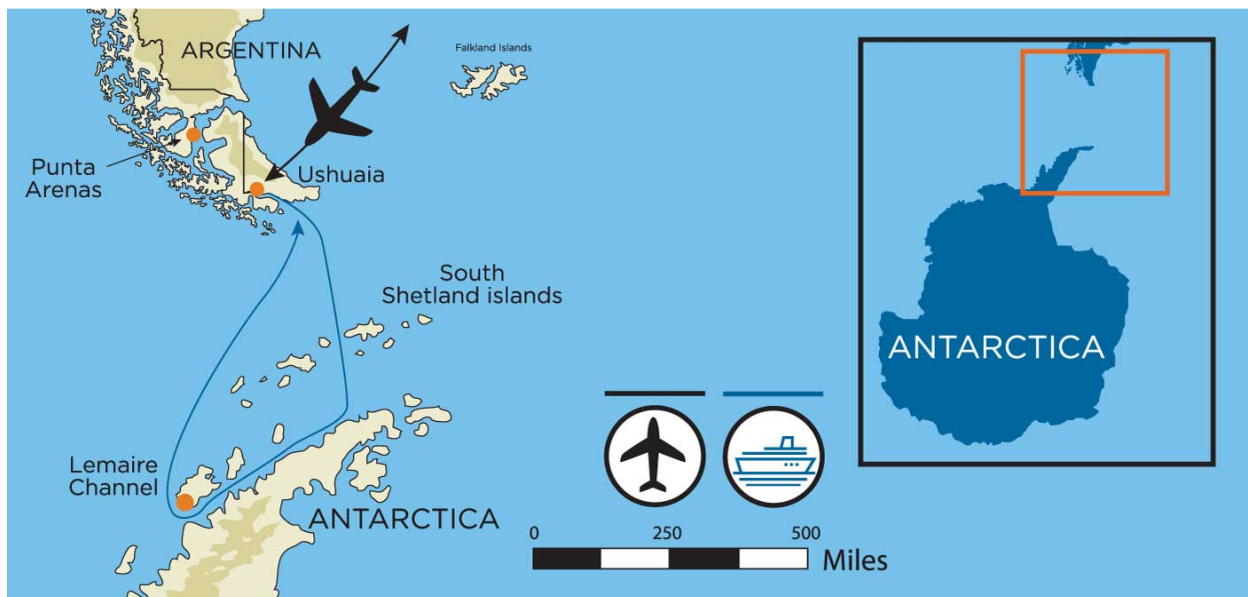 ARGENTINA
Falkland Islands
Punta
Arenas
Ushuaia
South
Shetland islands
Lemaire
Channel
ANTARCTICA
ANTARCTICA
0 250 500
Miles